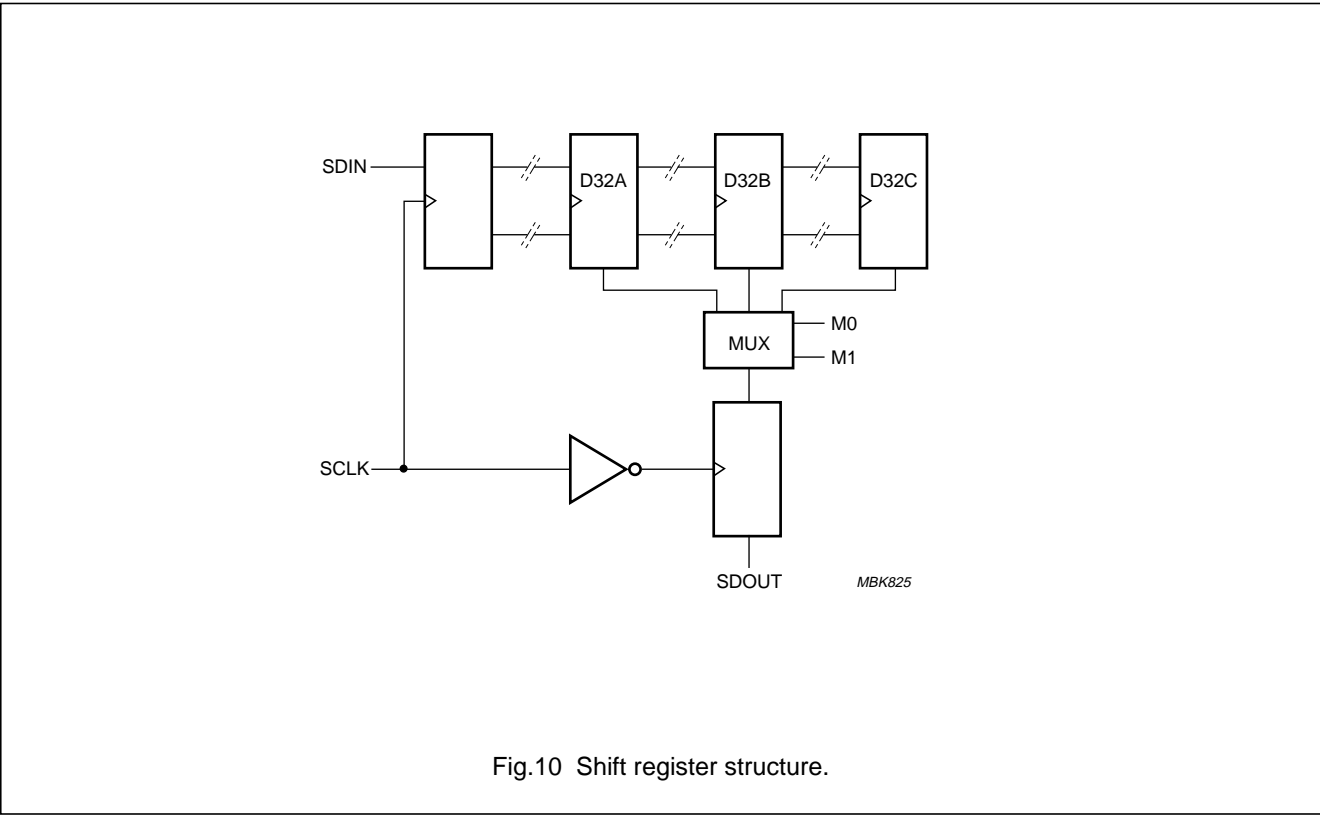 SDIN
D32A D32B D32C
M0
MUX
M1
SCLK
SDOUT MBK825
Fig.10 Shift register structure.